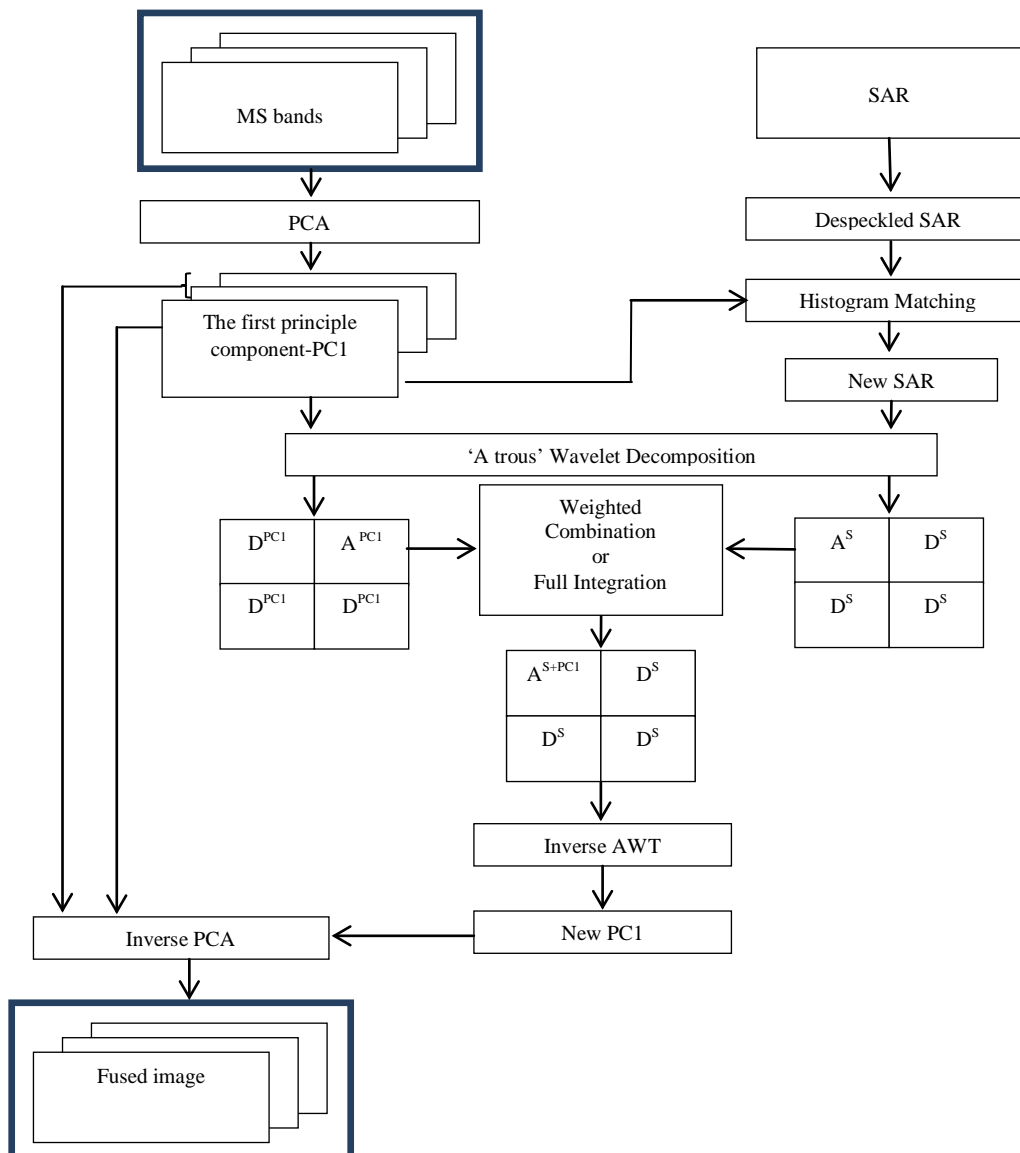 MS bands
SAR
PCA
Despeckled SAR
The first principle
component-PC1
Histogram Matching
New SAR
‘A trous’ Wavelet Decomposition
D^PC1 A^PC1
D^PC1 D^PC1
Weighted
Combination
or
Full Integration
A^S D^S
D^S D^S
A^S+PC1 D^S
D^S D^S
Inverse AWT
New PC1
Inverse PCA
Fused image